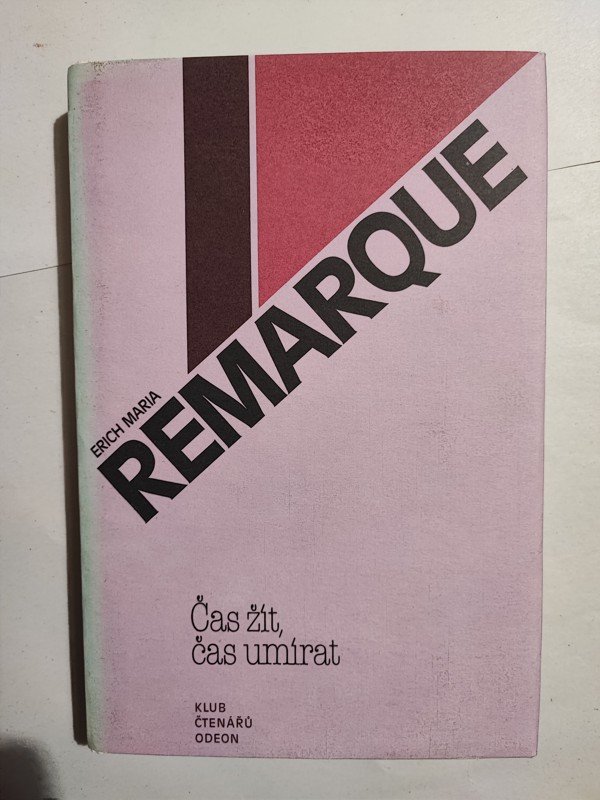 ERICH MARIA
REMARQUE
Čas žít,
čas umírat
KLUB
ČTENÁŘŮ
ODEON